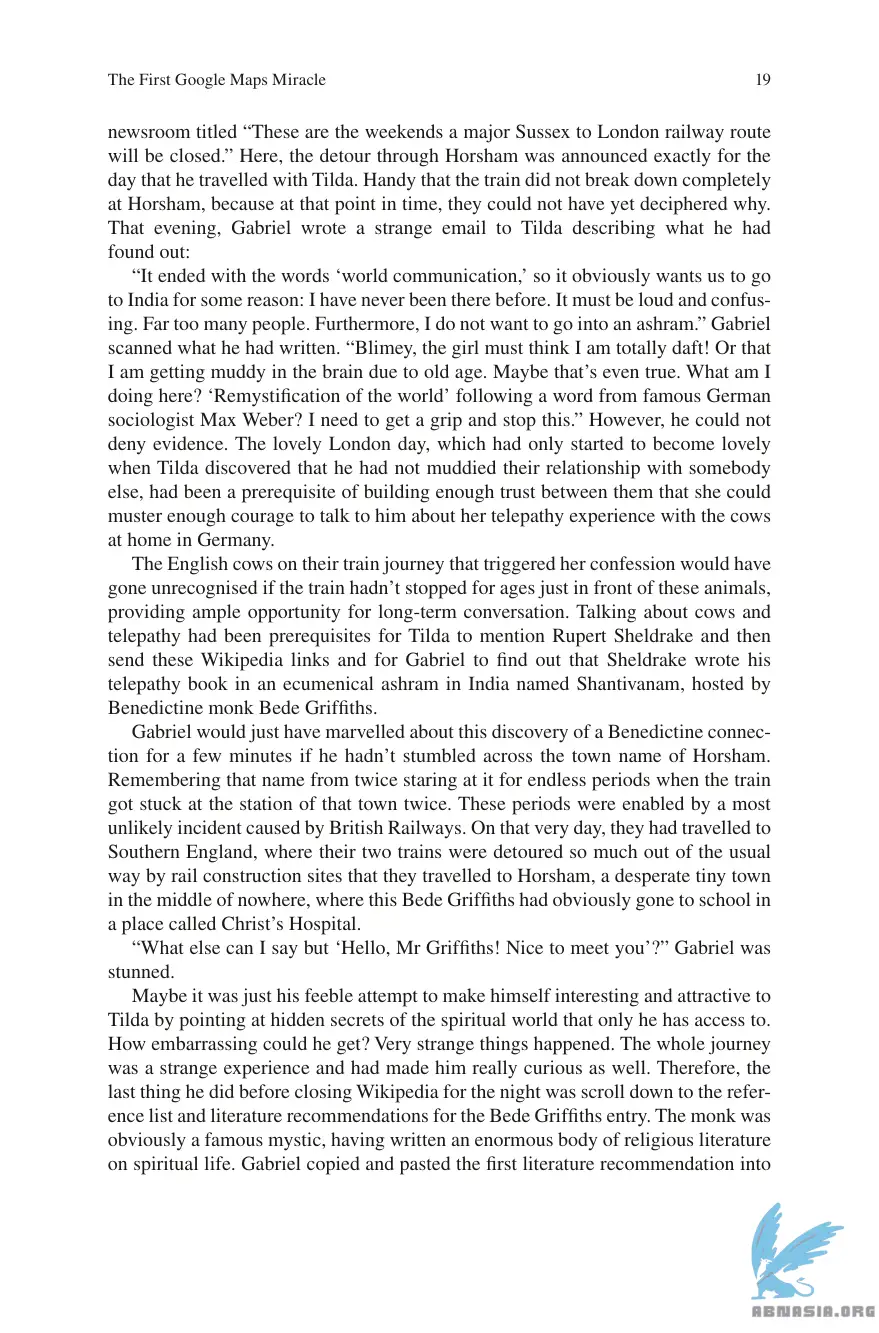 The First Google Maps Miracle 19
newsroom titled “These are the weekends a major Sussex to London railway route
will be closed.” Here, the detour through Horsham was announced exactly for the
day that he travelled with Tilda. Handy that the train did not break down completely
at Horsham, because at that point in time, they could not have yet deciphered why.
That evening, Gabriel wrote a strange email to Tilda describing what he had
found out:
“It ended with the words ‘world communication,’ so it obviously wants us to go
to India for some reason: I have never been there before. It must be loud and confus-
ing. Far too many people. Furthermore, I do not want to go into an ashram.” Gabriel
scanned what he had written. “Blimey, the girl must think I am totally daft! Or that
I am getting muddy in the brain due to old age. Maybe that’s even true. What am I
doing here? ‘Remystification of the world’ following a word from famous German
sociologist Max Weber? I need to get a grip and stop this.” However, he could not
deny evidence. The lovely London day, which had only started to become lovely
when Tilda discovered that he had not muddied their relationship with somebody
else, had been a prerequisite of building enough trust between them that she could
muster enough courage to talk to him about her telepathy experience with the cows
at home in Germany.
The English cows on their train journey that triggered her confession would have
gone unrecognised if the train hadn’t stopped for ages just in front of these animals,
providing ample opportunity for long-term conversation. Talking about cows and
telepathy had been prerequisites for Tilda to mention Rupert Sheldrake and then
send these Wikipedia links and for Gabriel to find out that Sheldrake wrote his
telepathy book in an ecumenical ashram in India named Shantivanam, hosted by
Benedictine monk Bede Griffiths.
Gabriel would just have marvelled about this discovery of a Benedictine connec-
tion for a few minutes if he hadn’t stumbled across the town name of Horsham.
Remembering that name from twice staring at it for endless periods when the train
got stuck at the station of that town twice. These periods were enabled by a most
unlikely incident caused by British Railways. On that very day, they had travelled to
Southern England, where their two trains were detoured so much out of the usual
way by rail construction sites that they travelled to Horsham, a desperate tiny town
in the middle of nowhere, where this Bede Griffiths had obviously gone to school in
a place called Christ’s Hospital.
“What else can I say but ‘Hello, Mr Griffiths! Nice to meet you’?” Gabriel was
stunned.
Maybe it was just his feeble attempt to make himself interesting and attractive to
Tilda by pointing at hidden secrets of the spiritual world that only he has access to.
How embarrassing could he get? Very strange things happened. The whole journey
was a strange experience and had made him really curious as well. Therefore, the
last thing he did before closing Wikipedia for the night was scroll down to the refer-
ence list and literature recommendations for the Bede Griffiths entry. The monk was
obviously a famous mystic, having written an enormous body of religious literature
on spiritual life. Gabriel copied and pasted the first literature recommendation into
ABNASIA.ORG